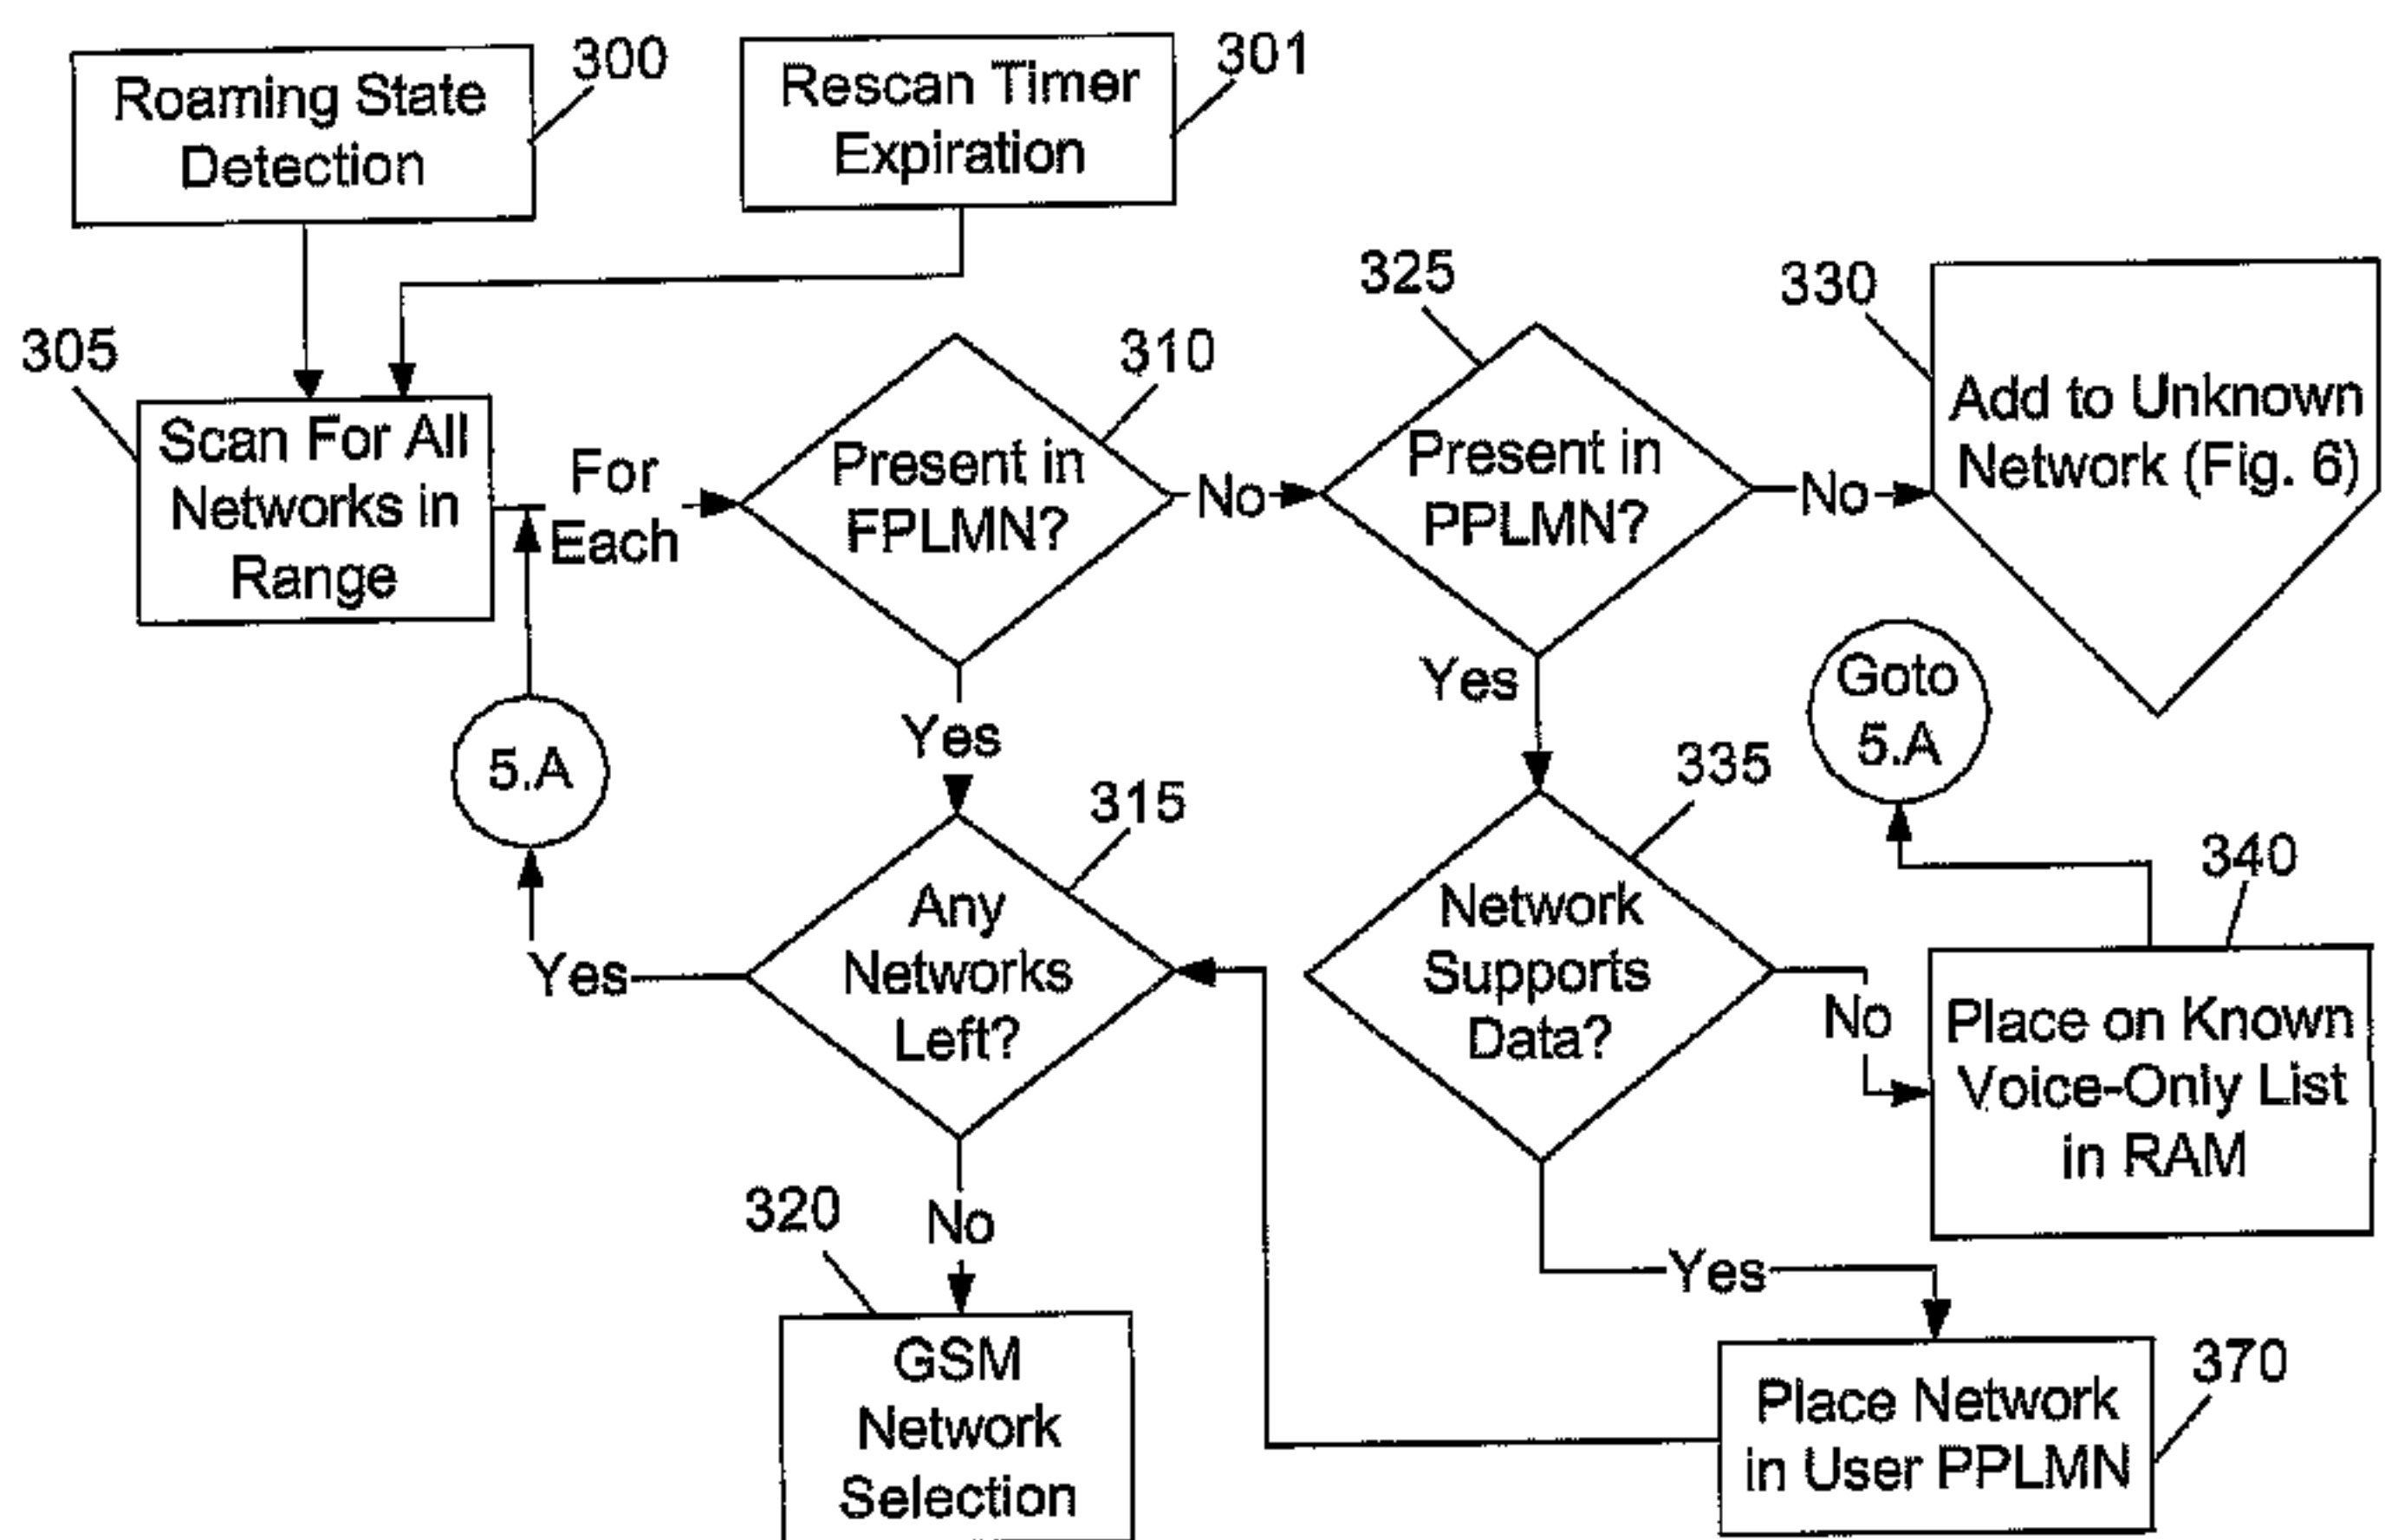 Roaming State
Detection
300
Rescan Timer
Expiration
301
305
Scan For All
Networks in
Range
For
Each
310
Present in
FPLMN?
No
325
Present in
PPLMN?
No
330
Add to Unknown
Network (Fig. 6)
Yes
Yes
5.A
Goto
5.A
315
Any
Networks
Left?
Yes
335
Network
Supports
Data?
No
340
Place on Known
Voice-Only List
in RAM
No
320
GSM
Network
Selection
Yes
370
Place Network
in User PPLMN